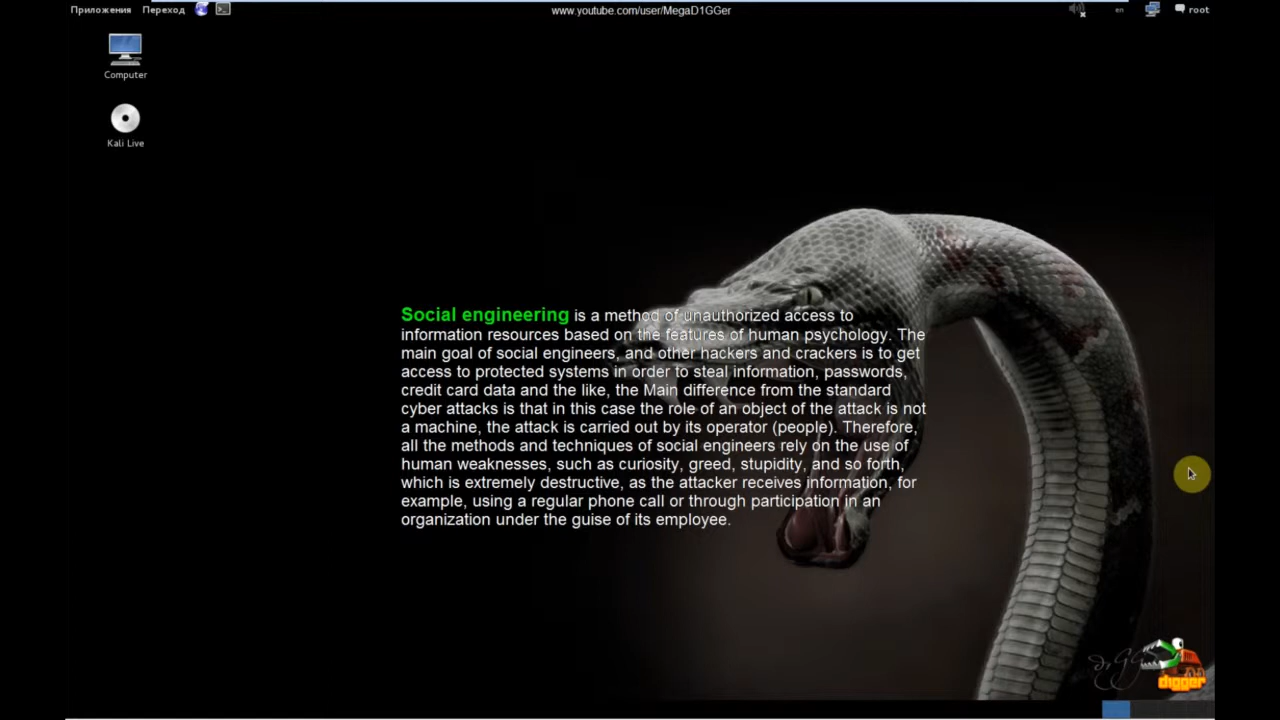 Приложения Переход www.youtube.com/user/MegaD1GGer en root
Computer
Kali Live
Social engineering is a method of unauthorized access to
information resources based on the features of human psychology. The
main goal of social engineers, and other hackers and crackers is to get
access to protected systems in order to steal information, passwords,
credit card data and the like, the Main difference from the standard
cyber attacks is that in this case the role of an object of the attack is not
a machine, the attack is carried out by its operator (people). Therefore,
all the methods and techniques of social engineers rely on the use of
human weaknesses, such as curiosity, greed, stupidity, and so forth,
which is extremely destructive, as the attacker receives information, for
example, using a regular phone call or through participation in an
organization under the guise of its employee.
digger